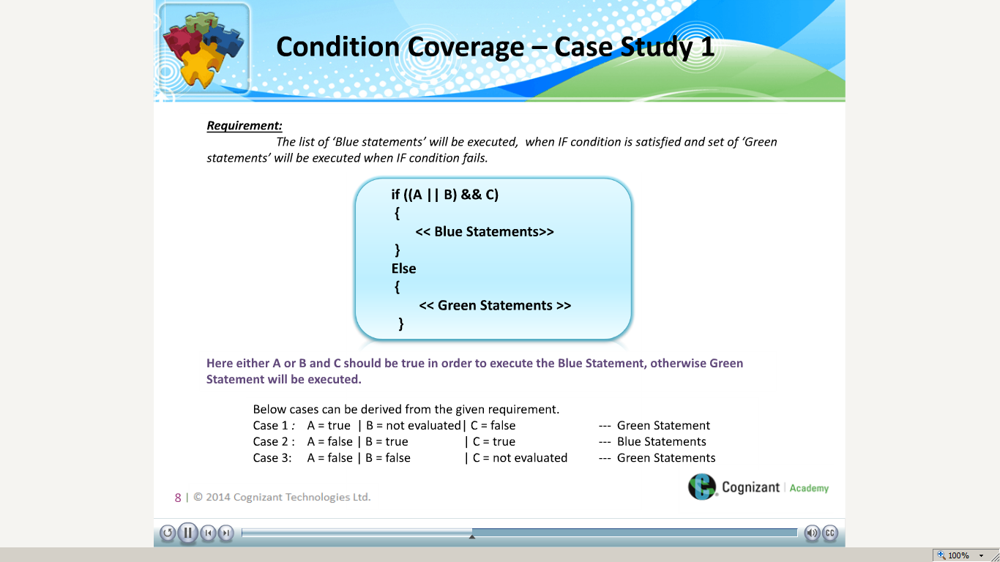 Condition Coverage – Case Study 1
Requirement:
The list of ‘Blue statements’ will be executed, when IF condition is satisfied and set of ‘Green
statements’ will be executed when IF condition fails.
if ((A || B) && C)
{
<< Blue Statements>>
}
Else
{
<< Green Statements >>
}
Here either A or B and C should be true in order to execute the Blue Statement, otherwise Green
Statement will be executed.
Below cases can be derived from the given requirement.
Case 1 : A = true | B = not evaluated| C = false --- Green Statement
Case 2 : A = false | B = true | C = true --- Blue Statements
Case 3: A = false | B = false | C = not evaluated --- Green Statements
Cognizant | Academy
8 | © 2014 Cognizant Technologies Ltd.
CC
100%